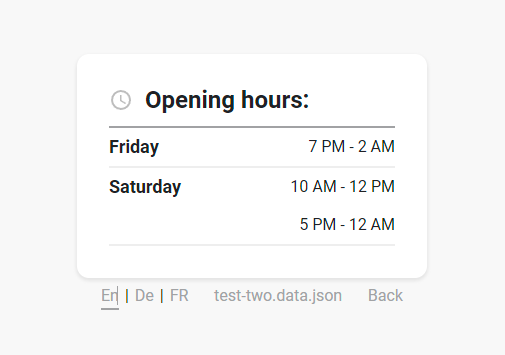 Opening hours:
Friday 7 PM - 2 AM
Saturday 10 AM - 12 PM
5 PM - 12 AM
En | De | FR test-two.data.json Back